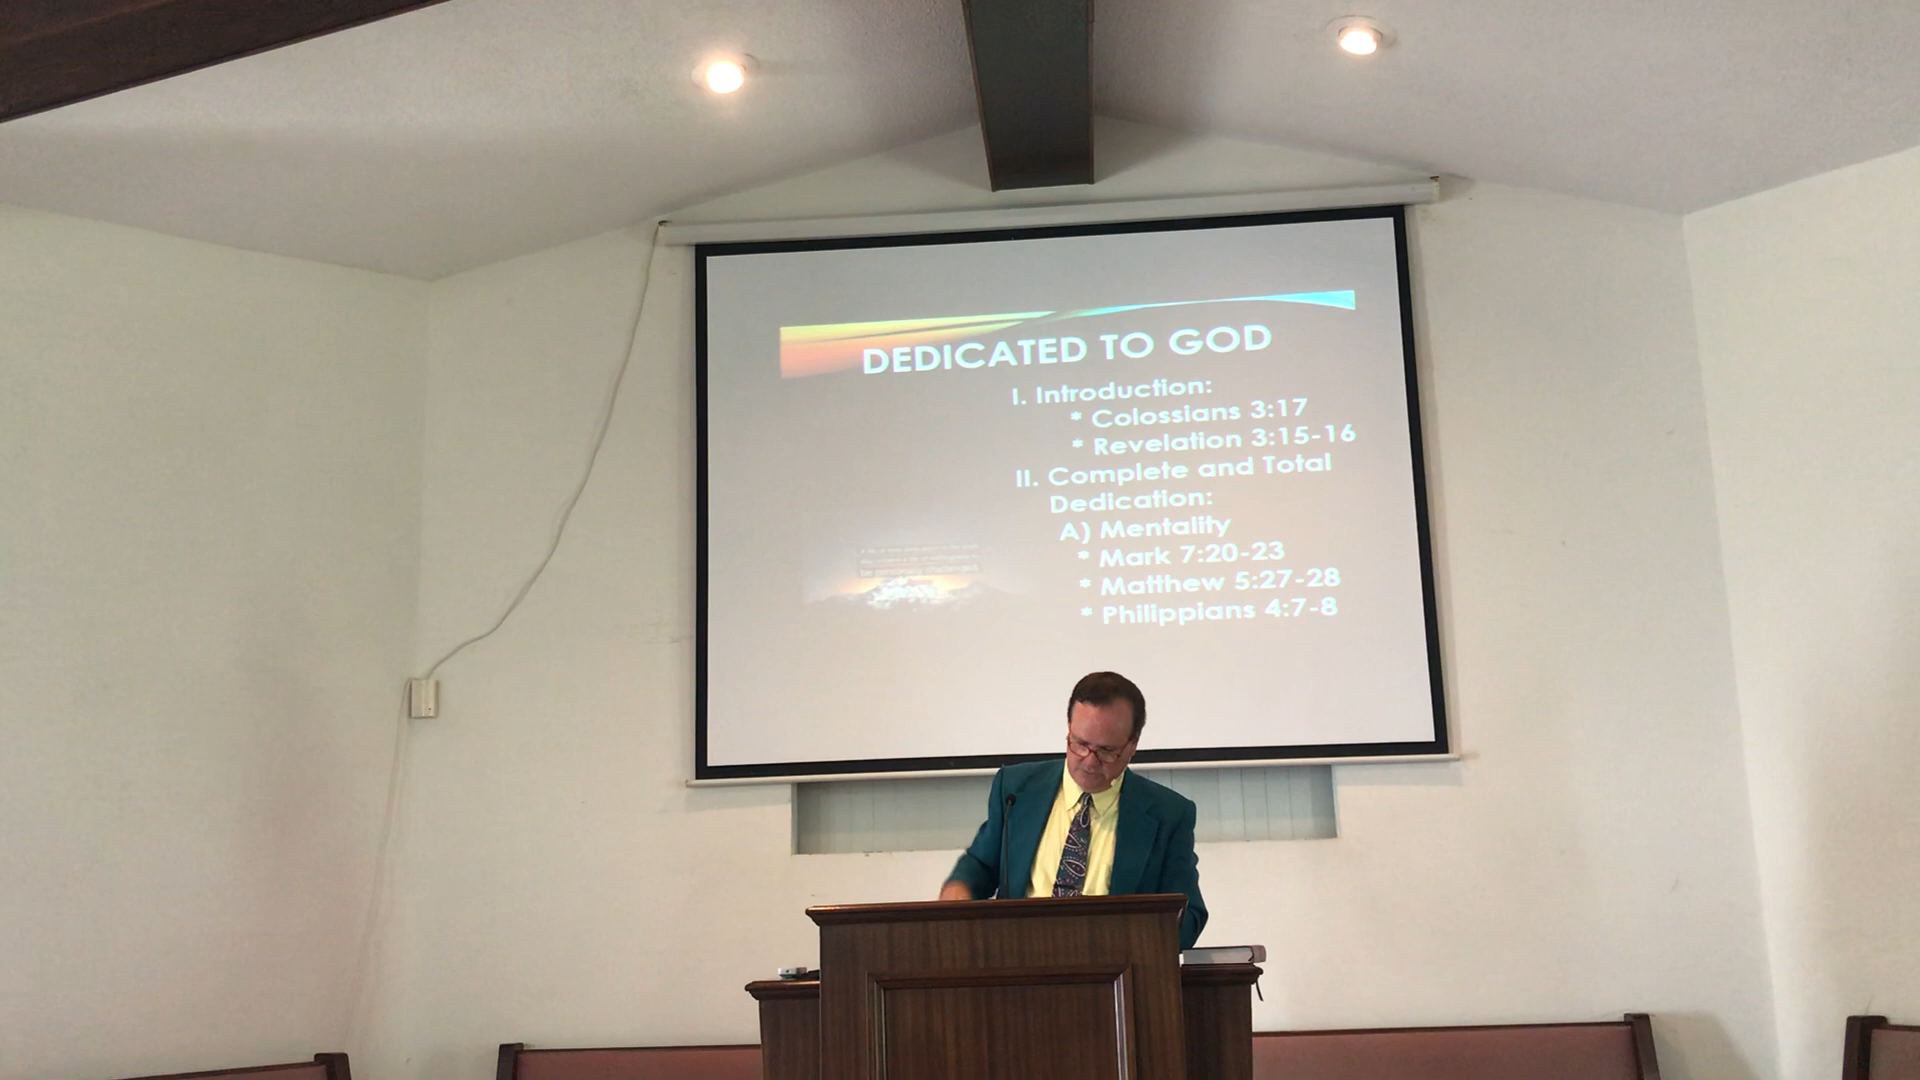 DEDICATED TO GOD
I. Introduction:
* Colossians 3:17
* Revelation 3:15-16
II. Complete and Total
Dedication:
A) Mentality
* Mark 7:20-23
* Matthew 5:27-28
* Philippians 4:7-8